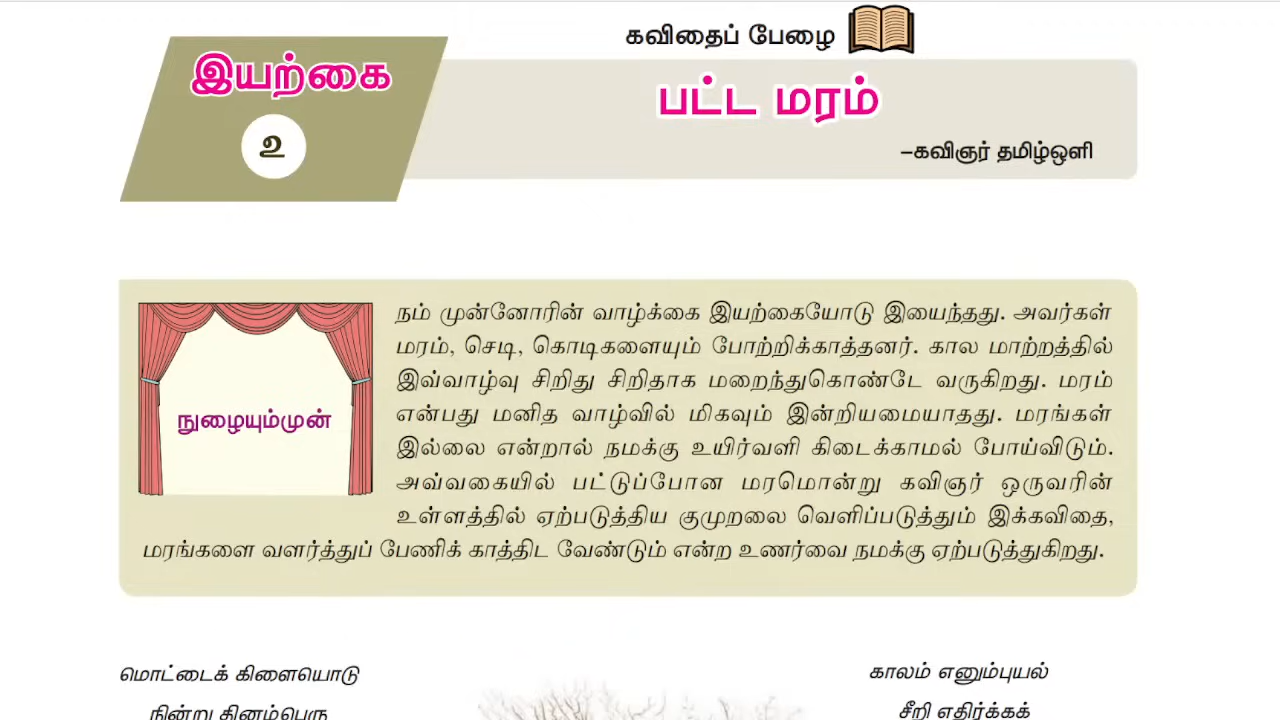 கவிதைப் பேழை
இயற்கை
௨
பட்ட மரம்
–கவிஞர் தமிழ்ஒளி
நுழையும்முன்
நம் முன்னோரின் வாழ்க்கை இயற்கையோடு இயைந்தது. அவர்கள்
மரம், செடி, கொடிகளையும் போற்றிக்காத்தனர். கால மாற்றத்தில்
இவ்வாழ்வு சிறிது சிறிதாக மறைந்துகொண்டே வருகிறது. மரம்
என்பது மனித வாழ்வில் மிகவும் இன்றியமையாதது. மரங்கள்
இல்லை என்றால் நமக்கு உயிர்வளி கிடைக்காமல் போய்விடும்.
அவ்வகையில் பட்டுப்போன மரமொன்று கவிஞர் ஒருவரின்
உள்ளத்தில் ஏற்படுத்திய குமுறலை வெளிப்படுத்தும் இக்கவிதை,
மரங்களை வளர்த்துப் பேணிக் காத்திட வேண்டும் என்ற உணர்வை நமக்கு ஏற்படுத்துகிறது.
மொட்டைக் கிளையொடு
நின்று தினம்பெரு
காலம் எனும்புயல்
சீறி எதிர்க்கக்